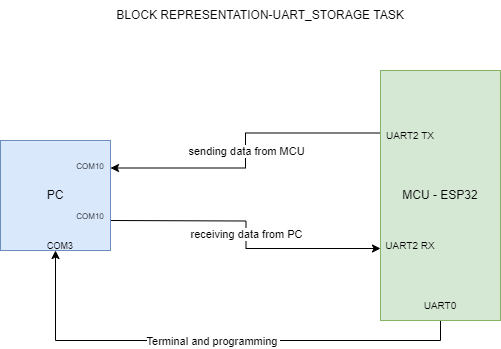 BLOCK REPRESENTATION-UART_STORAGE TASK
UART2 TX
sending data from MCU
COM10
PC
MCU - ESP32
COM10
receiving data from PC
COM3
UART2 RX
UART0
Terminal and programming